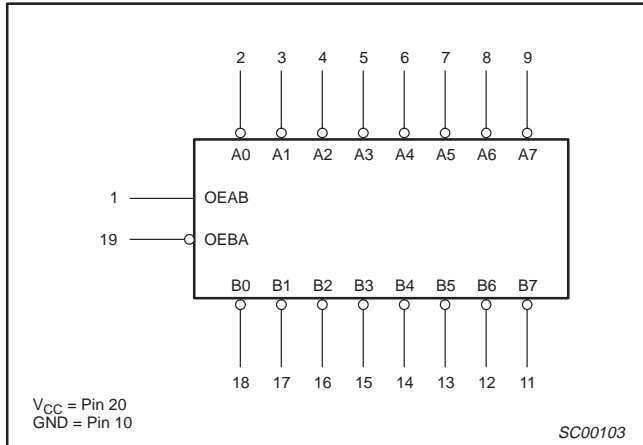 2 3 4 5 6 7 8 9
A0 A1 A2 A3 A4 A5 A6 A7
1 OEAB
19 OEBA
B0 B1 B2 B3 B4 B5 B6 B7
18 17 16 15 14 13 12 11
VCC = Pin 20
GND = Pin 10
SC00103